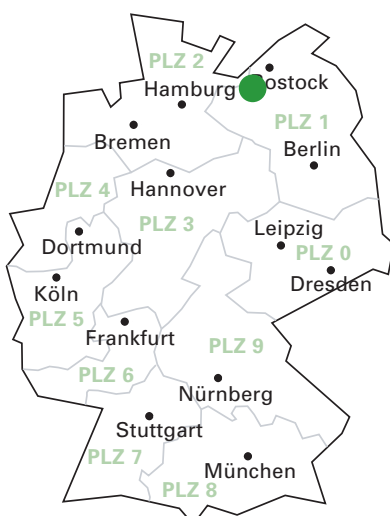 PLZ 2
Hamburg
ostock
PLZ 1
Bremen
Berlin
PLZ 4
Hannover
PLZ 3
Leipzig
Dortmund
PLZ 0
Köln
Dresden
PLZ 5
Frankfurt
PLZ 9
PLZ 6
Nürnberg
Stuttgart
PLZ 7
München
PLZ 8